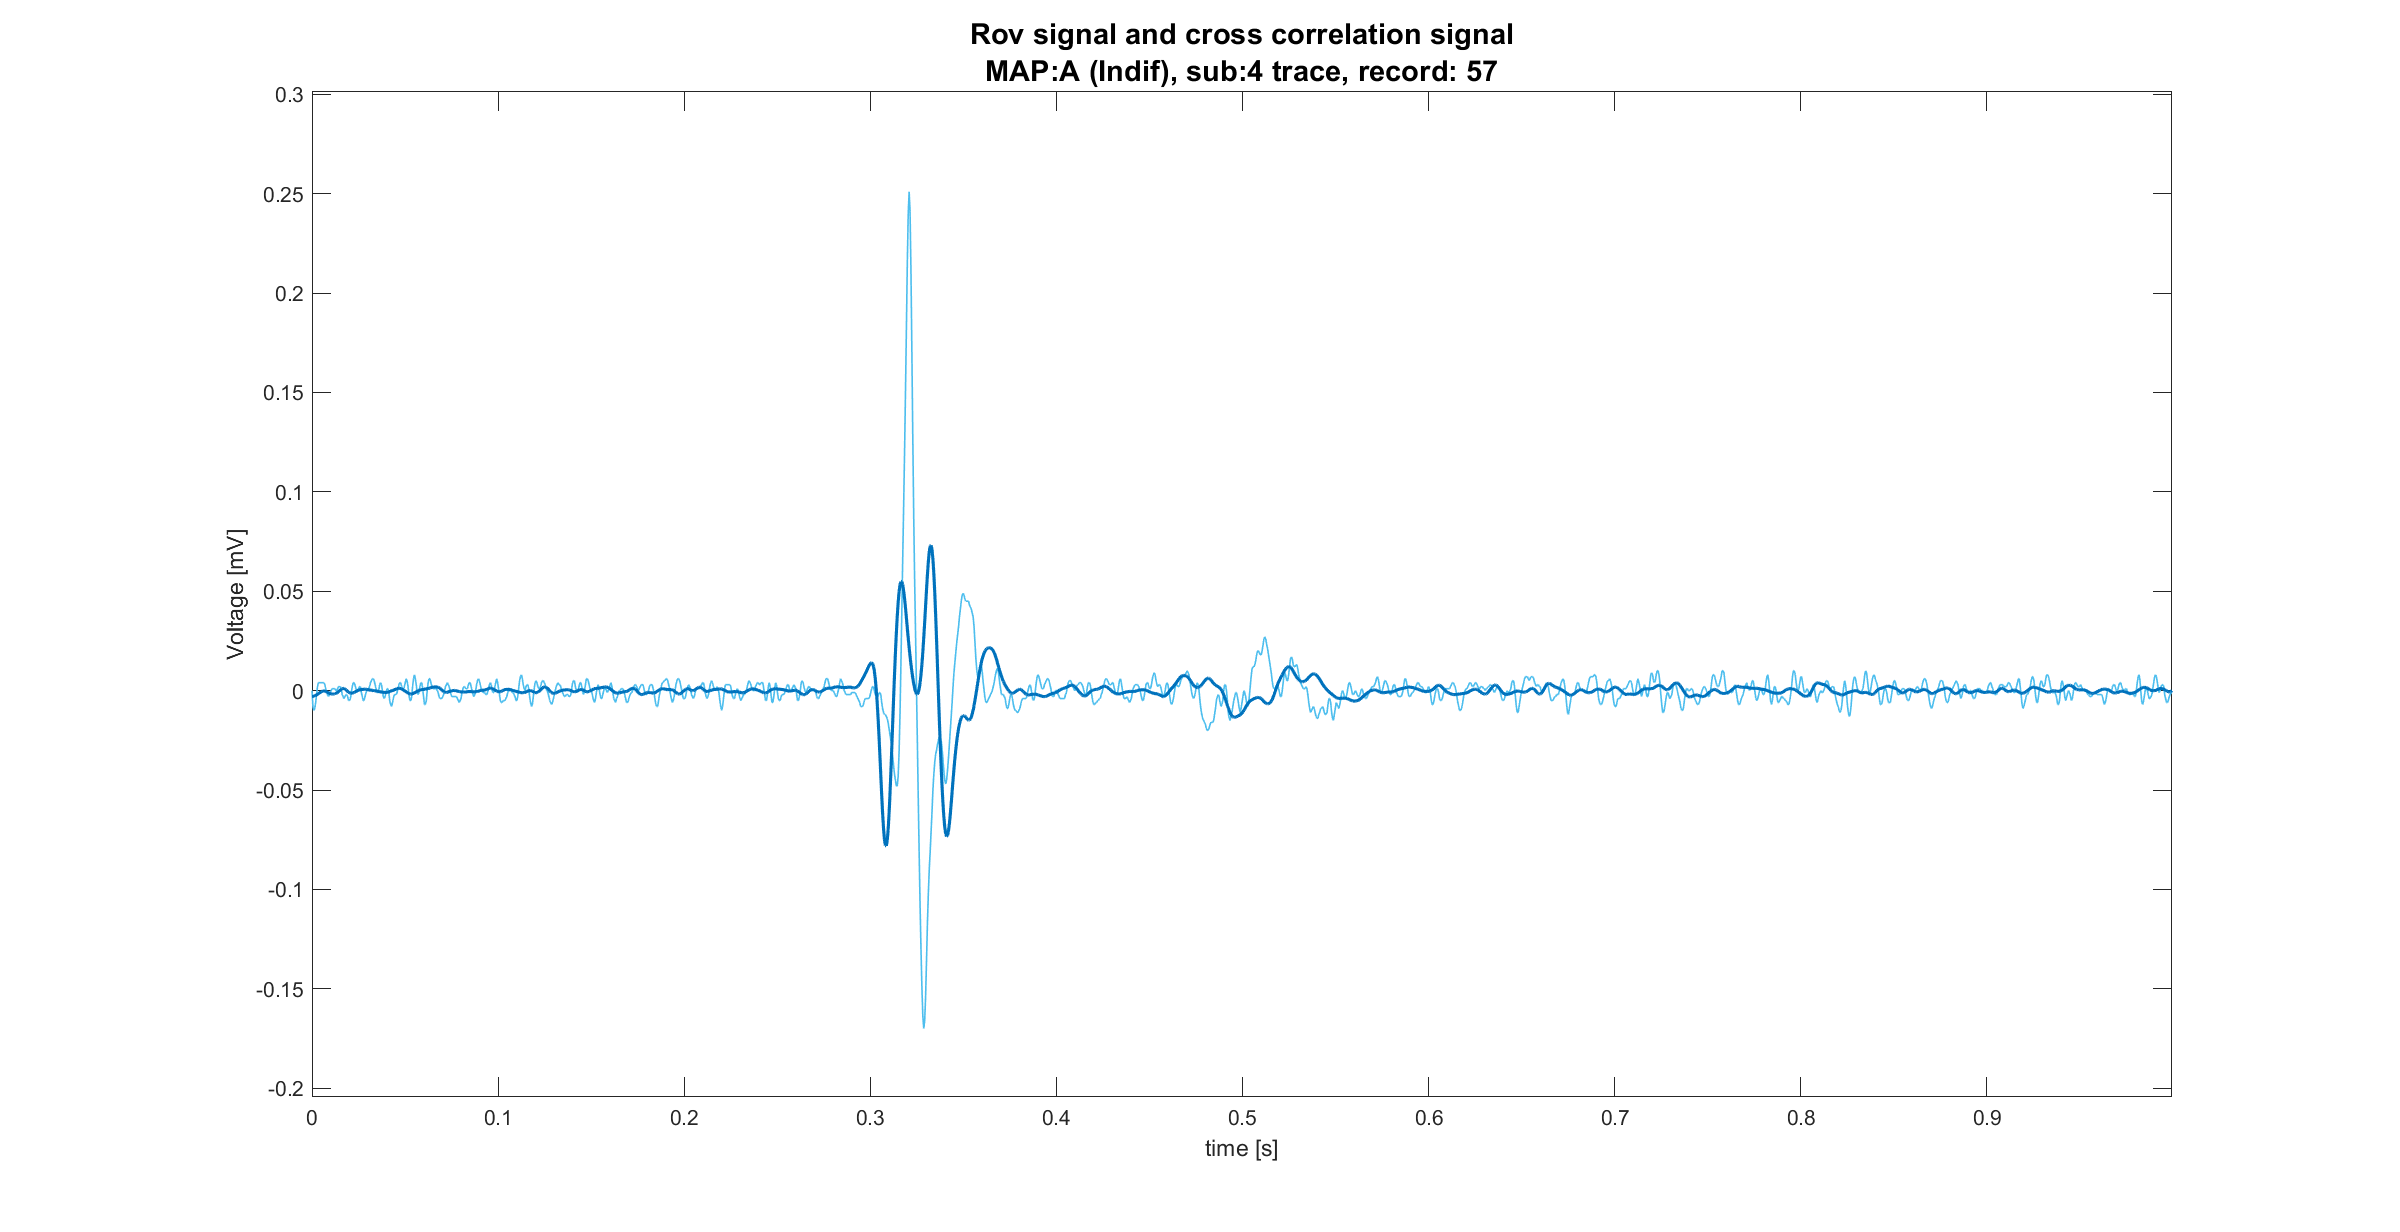 Rov signal and cross correlation signal
MAP:A (Indif), sub:4 trace, record: 57
0.3
0.25
0.2
0.15
0.1
0.05
0
-0.05
-0.1
-0.15
-0.2
Voltage [mV]
0 0.1 0.2 0.3 0.4 0.5 0.6 0.7 0.8 0.9
time [s]